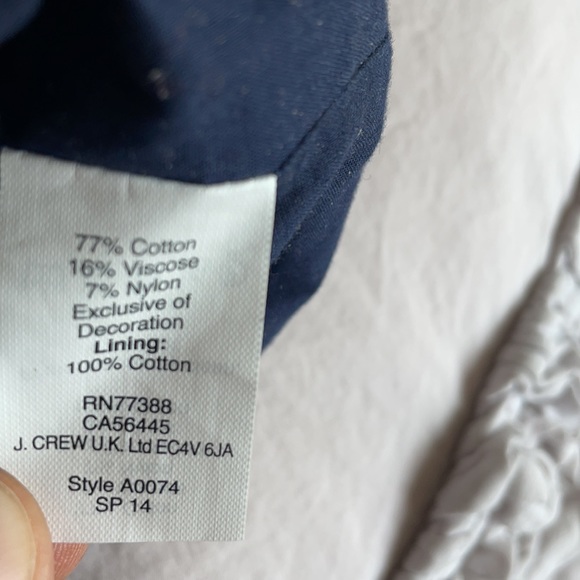 77% Cotton
16% Viscose
7% Nylon
Exclusive of
Decoration
Lining:
100% Cotton
RN77388
CA56445
J. CREW U.K. Ltd EC4V 6JA
Style A0074
SP 14